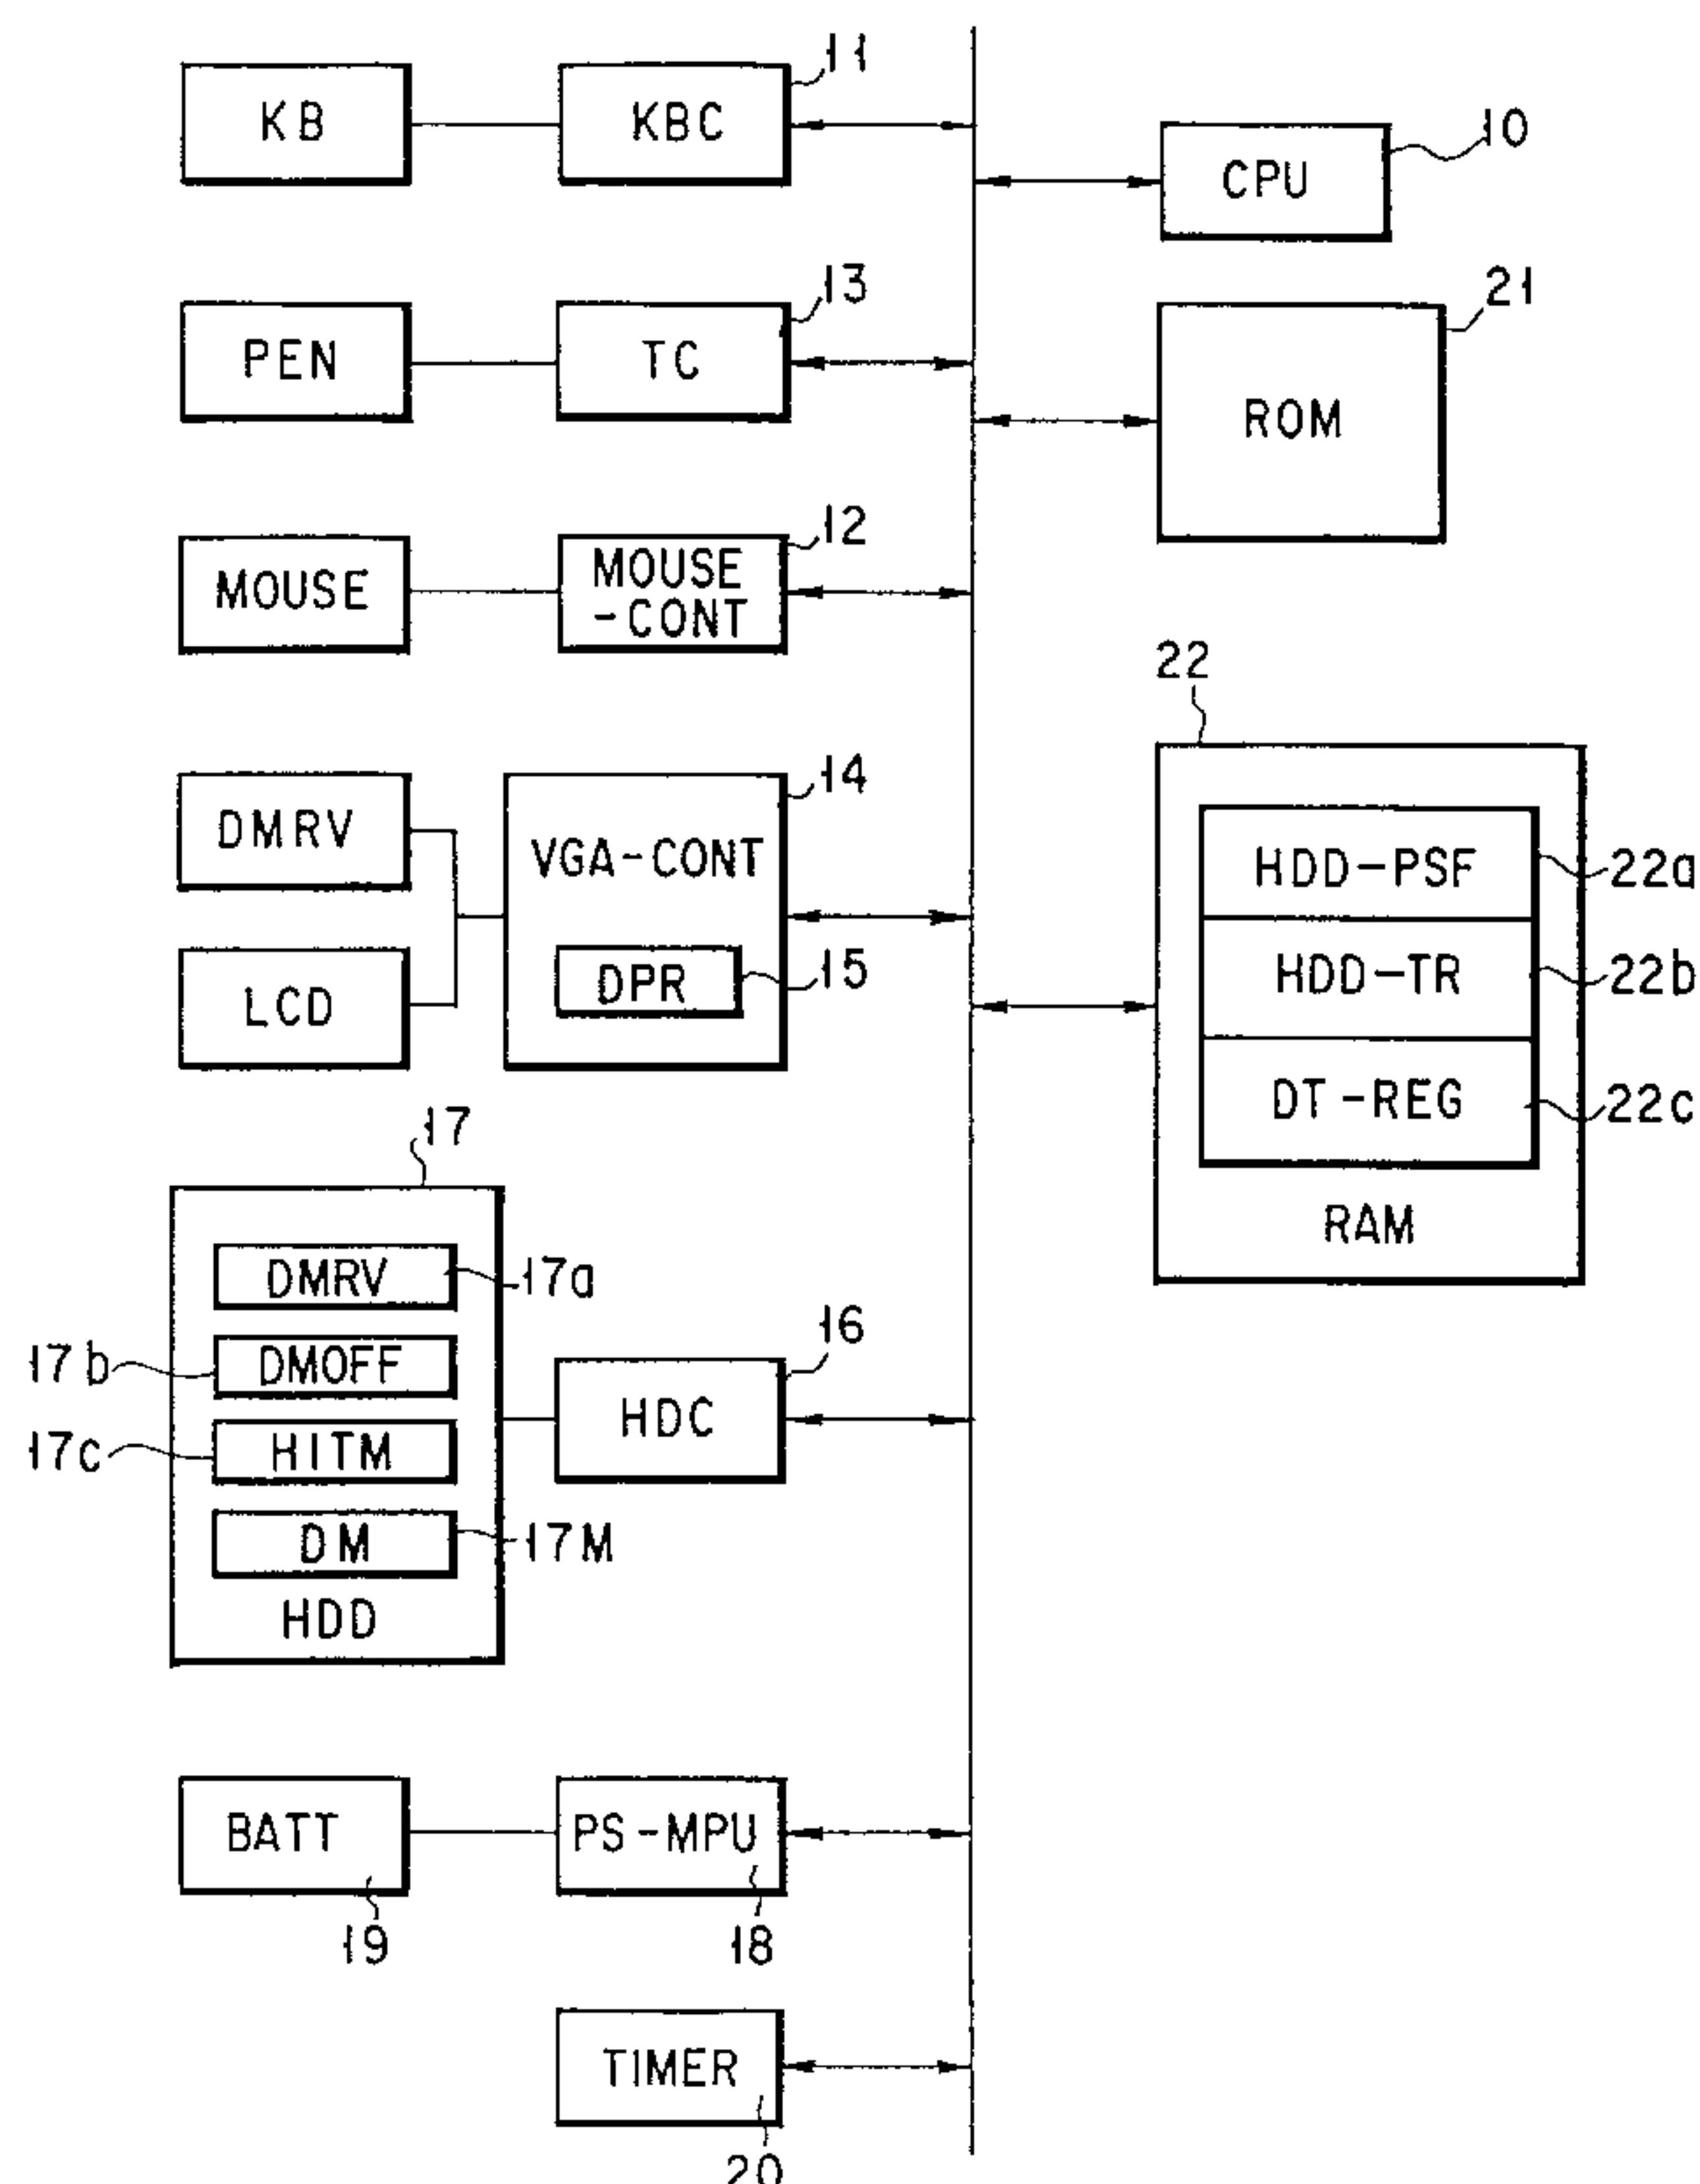 11
KB
KBC
10
CPU
13
PEN
TC
21
ROM
12
MOUSE
MOUSE
-CONT
22
14
DMRV
VGA-CONT
HDD-PSF
22a
LCD
DPR
15
HDD-TR
22b
DT-REG
22c
RAM
17
DMRV
17a
17b
DMOFF
16
HDC
17c
HITM
DM
17M
HDD
BATT
PS-MPU
19
18
TIMER
20